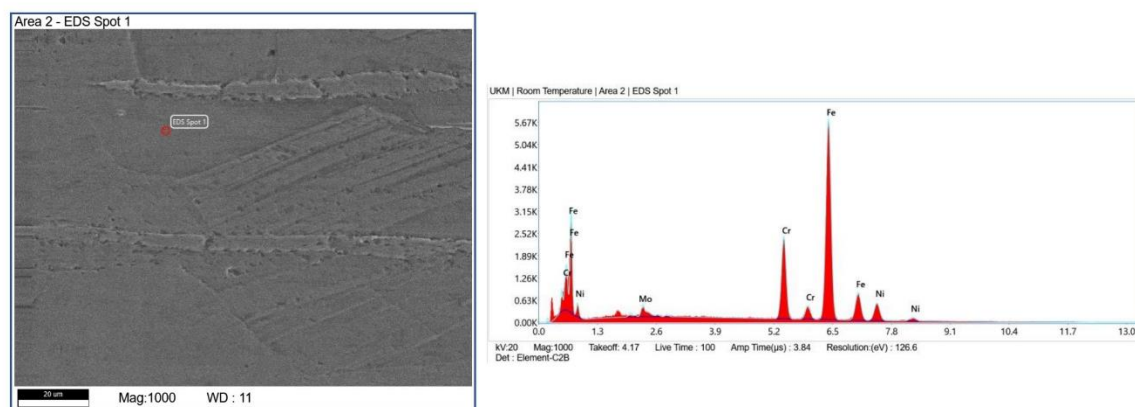 Area 2 - EDS Spot 1
EDS Spot 1
20 um Mag:1000 WD : 11
UKM | Room Temperature | Area 2 | EDS Spot 1
5.67K
5.04K
4.41K
3.78K
3.15K
2.52K
1.89K
1.26K
0.63K
0.00K
Fe
Fe
Fe
Fe
Cr
Ni
Mo
Cr
Cr
Fe
Ni
Ni
0.0 1.3 2.6 3.9 5.2 6.5 7.8 9.1 10.4 11.7 13.0
kV:20 Mag:1000 Takeoff: 4.17 Live Time : 100 Amp Time(µs) : 3.84 Resolution:(eV) : 126.6
Det : Element-C2B